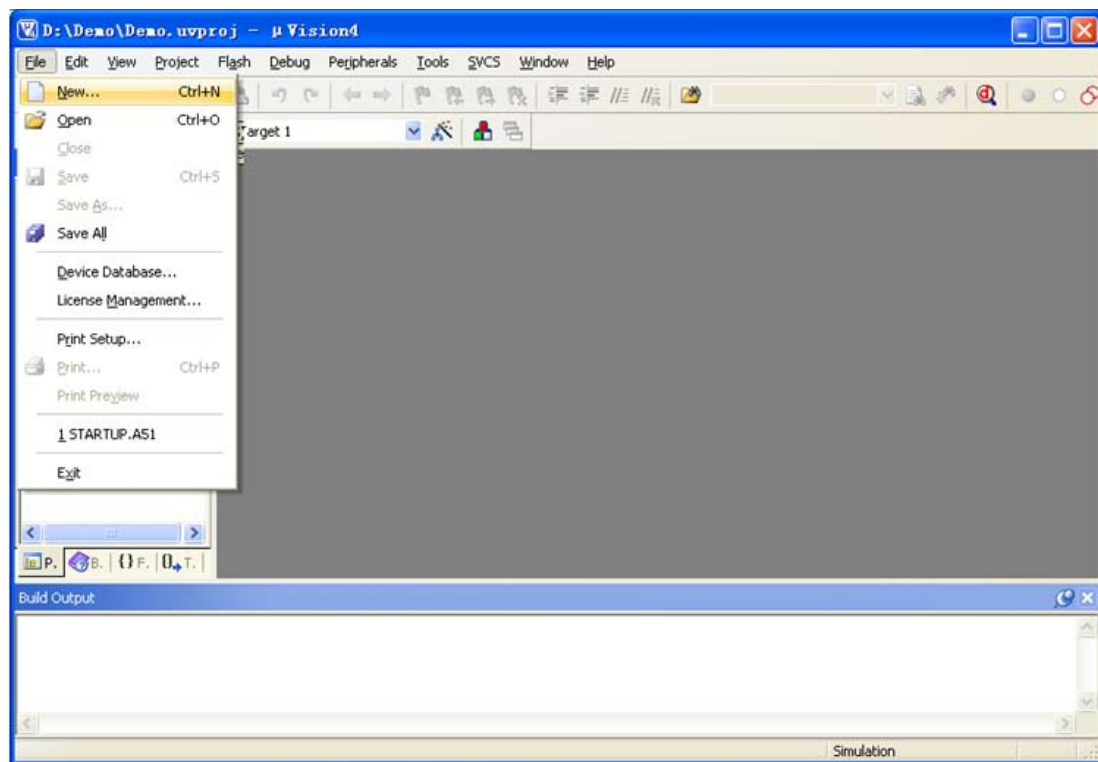 D:\Demo\Demo.uvproj - µVision4
File Edit View Project Flash Debug Peripherals Tools SVCS Window Help
New... Ctrl+N
Open Ctrl+O
arget 1
Close
Save Ctrl+S
Save As...
Save All
Device Database...
License Management...
Print Setup...
Print... Ctrl+P
Print Preview
1 STARTUP.A51
Exit
P. B. {} F. 0 T.
Build Output
Simulation